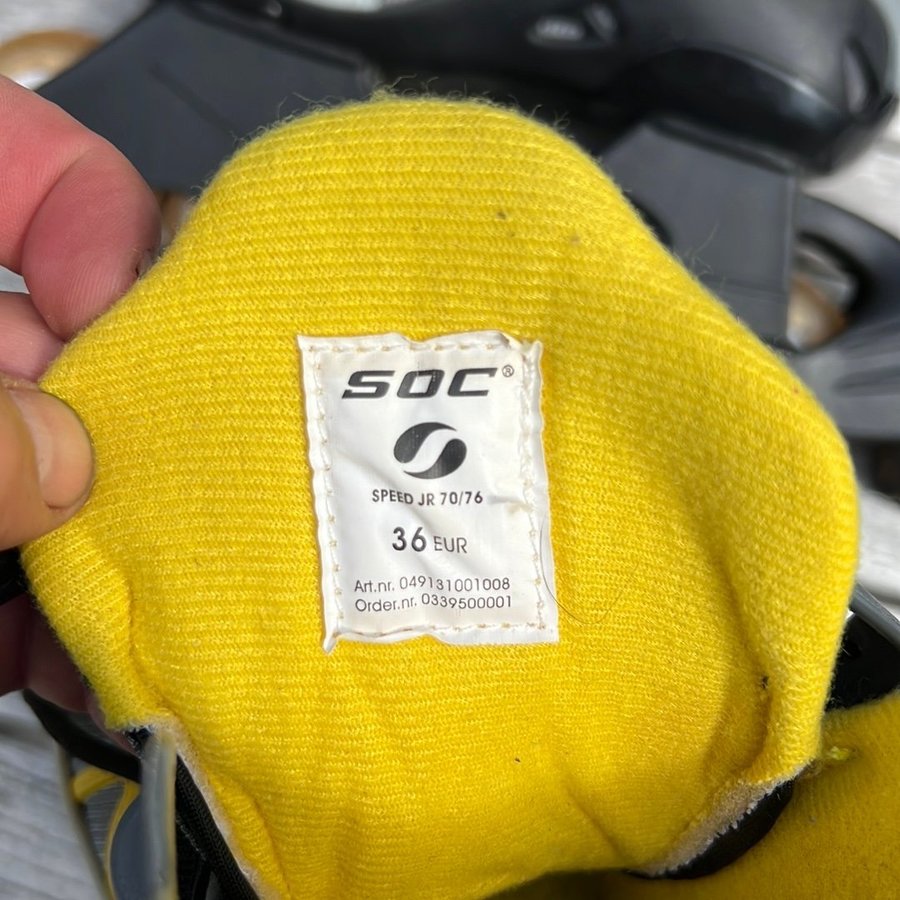 SOC®
SPEED JR 70/76
36 EUR
Art.nr. 049131001008
Order.nr. 0339500001